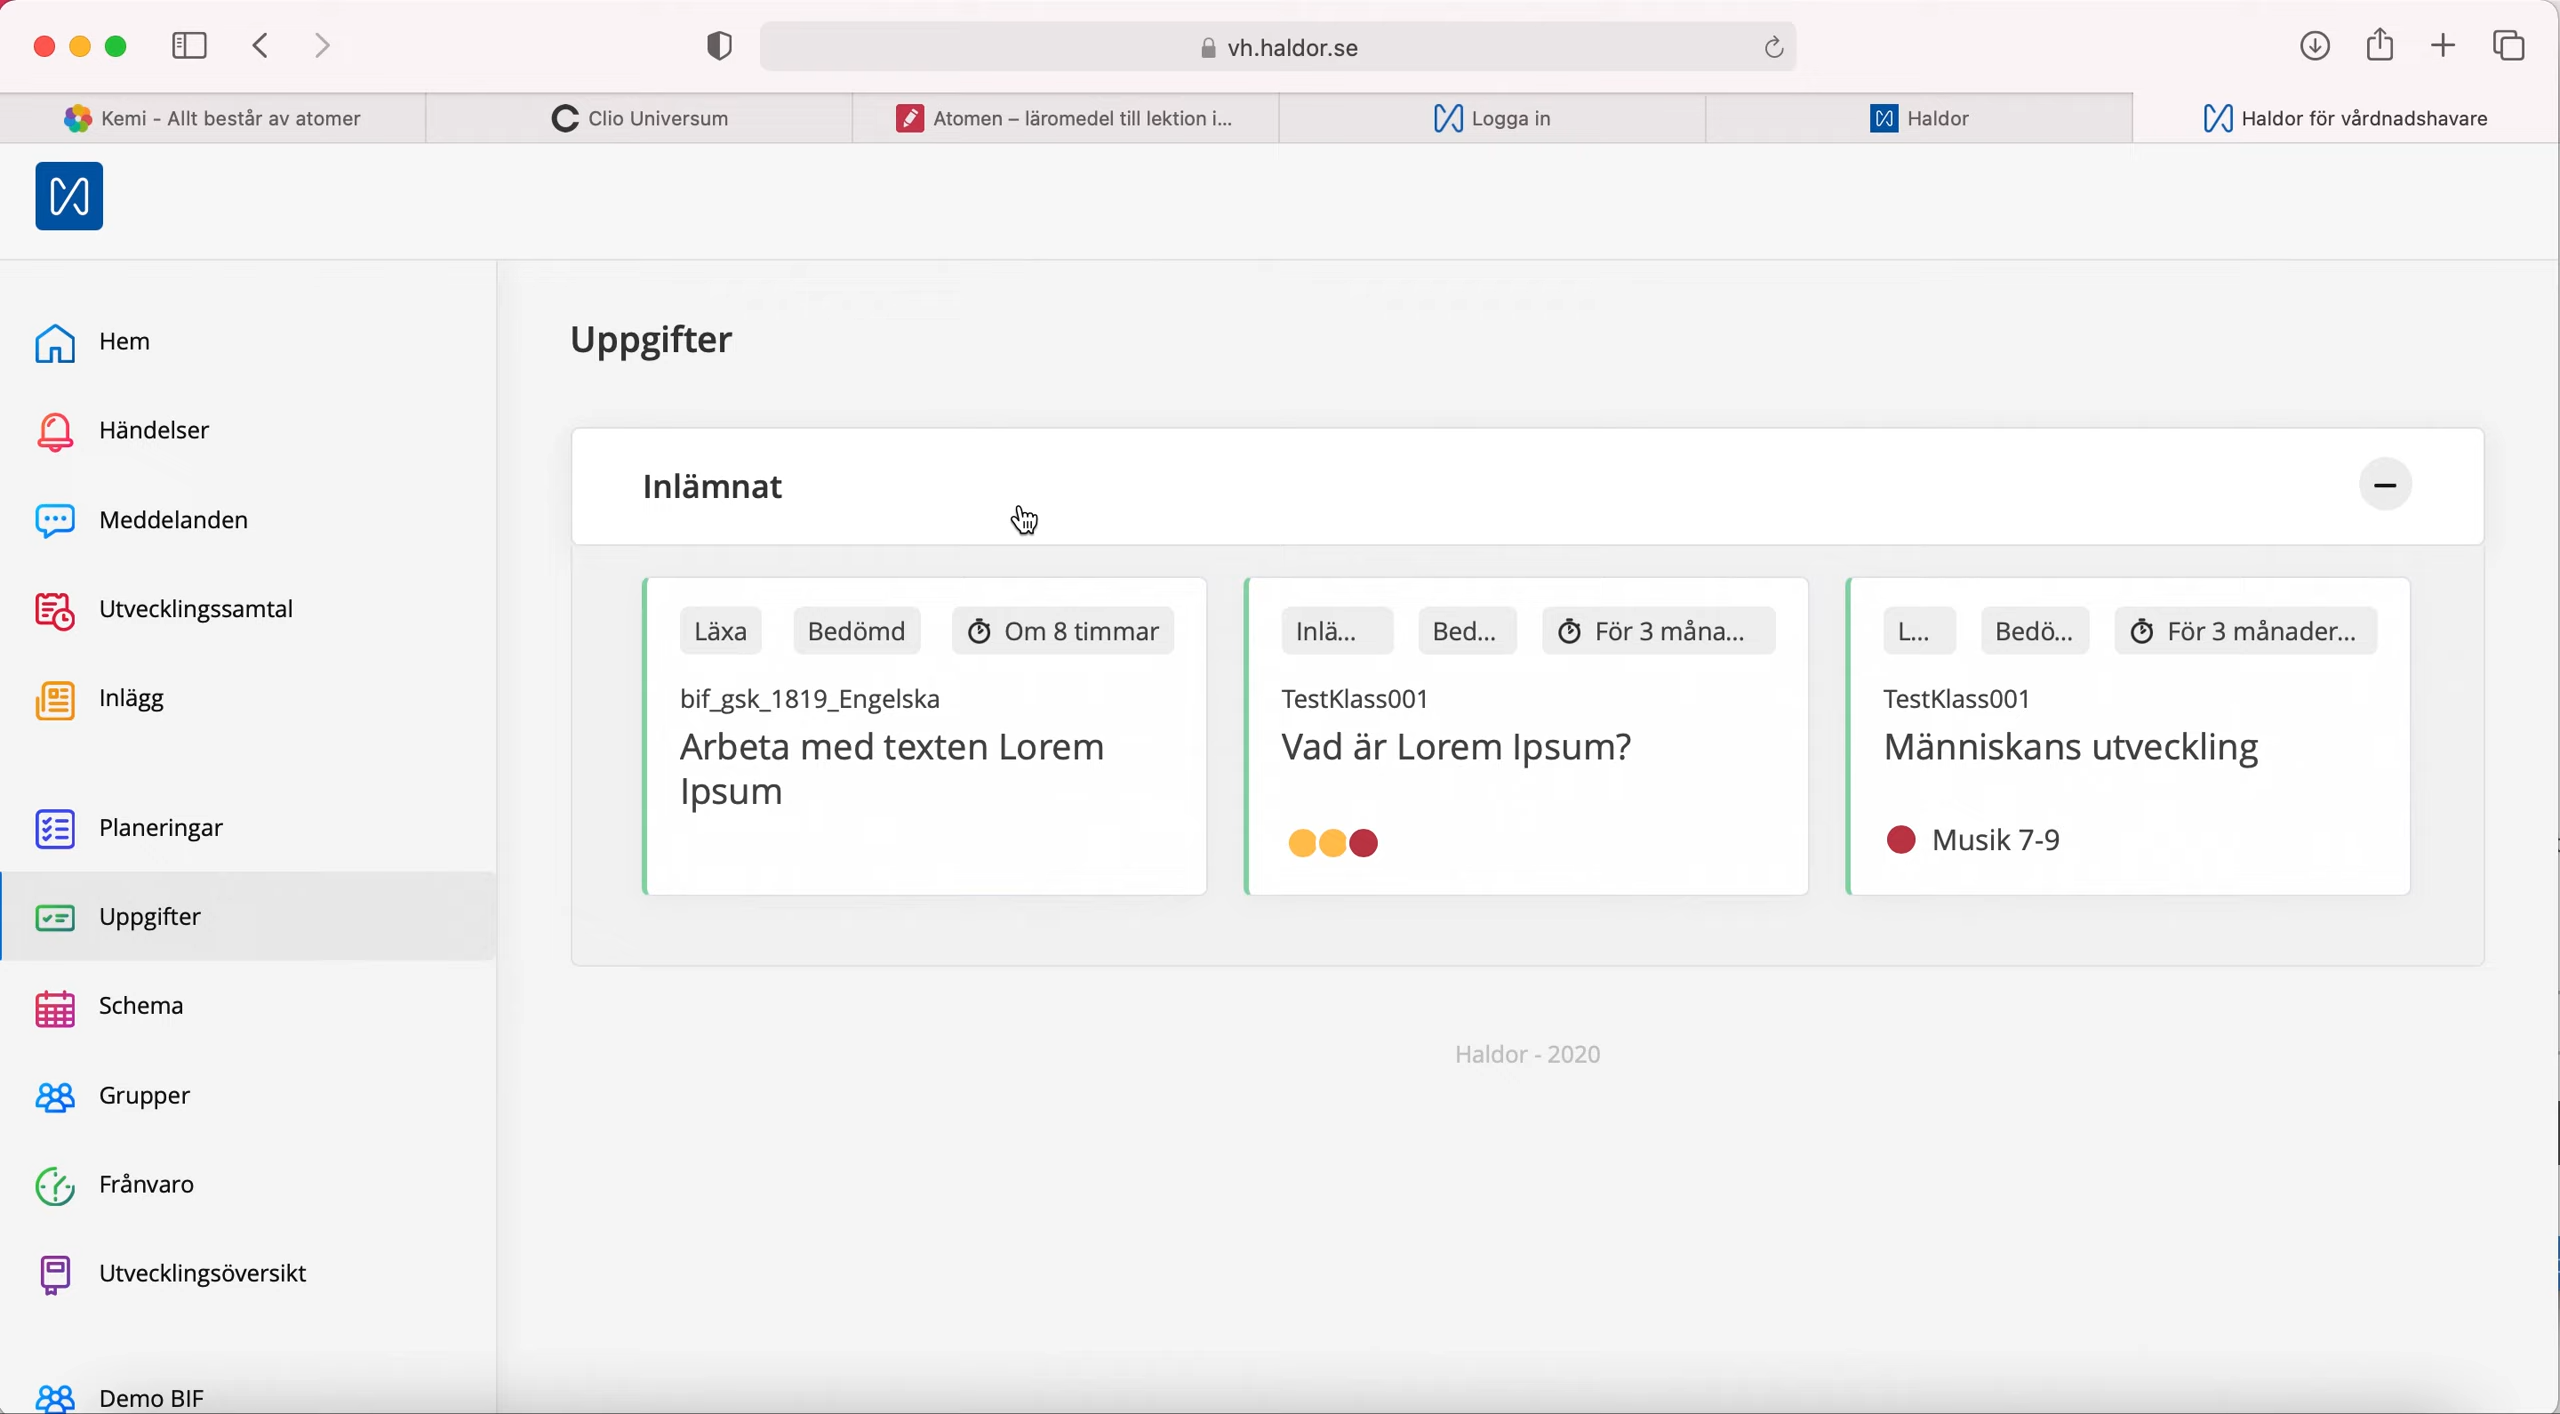 vh.haldor.se
Kemi - Allt består av atomer
Clio Universum
Atomen – läromedel till lektion i...
Logga in
Haldor
Haldor för vårdnadshavare
Hem
Händelser
Meddelanden
Utvecklingssamtal
Inlägg
Planeringar
Uppgifter
Schema
Grupper
Frånvaro
Utvecklingsöversikt
Demo BIF
Uppgifter
Inlämnat
Läxa
Bedömd
Om 8 timmar
bif_gsk_1819_Engelska
Arbeta med texten Lorem
Ipsum
Inlä...
Bed...
För 3 måna...
TestKlass001
Vad är Lorem Ipsum?
L...
Bedö...
För 3 månader...
TestKlass001
Människans utveckling
Musik 7-9
Haldor - 2020